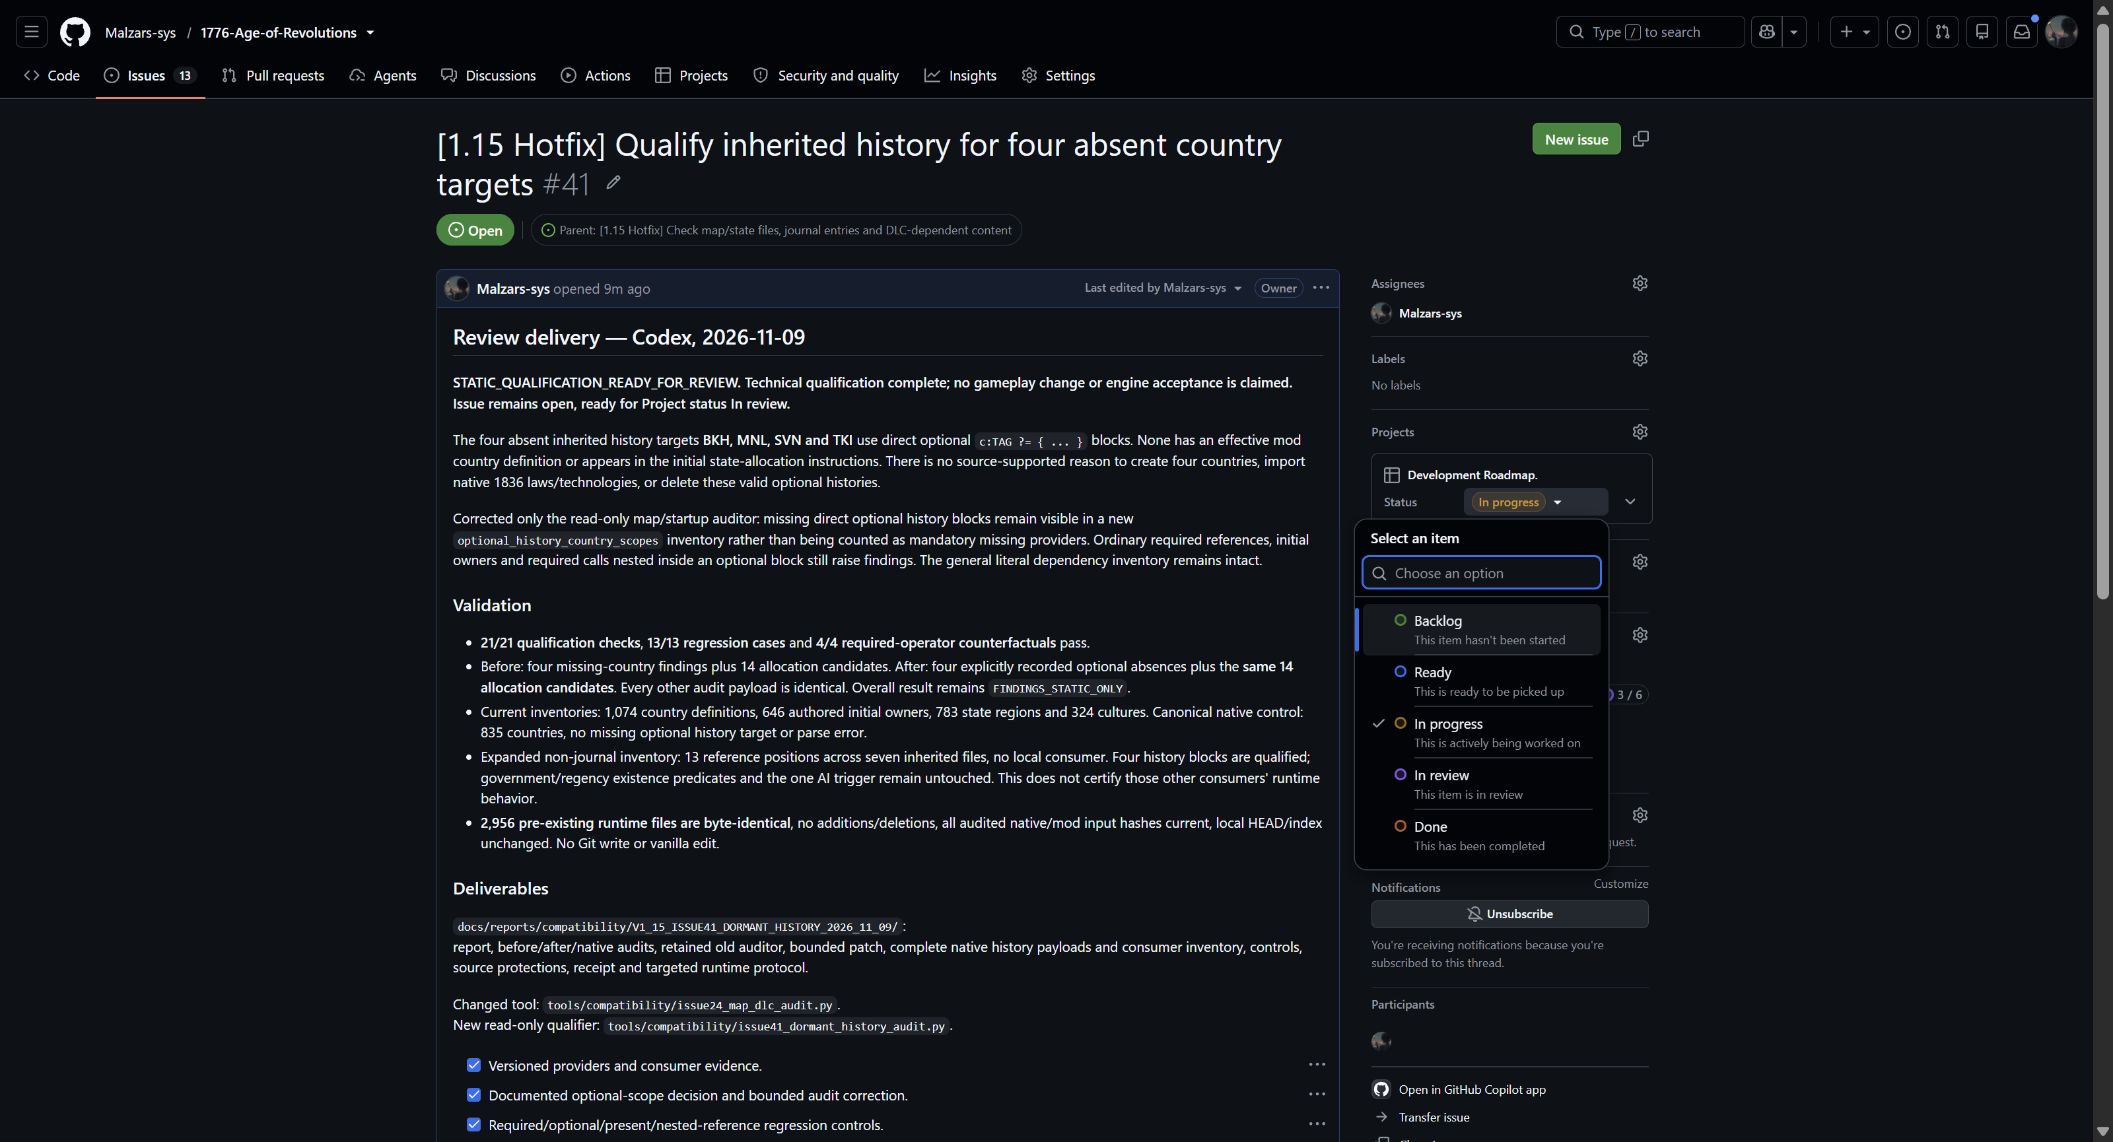 Malzars-sys / 1776-Age-of-Revolutions
Type / to search
Code
Issues 13
Pull requests
Agents
Discussions
Actions
Projects
Security and quality
Insights
Settings
[1.15 Hotfix] Qualify inherited history for four absent country
targets #41
New issue
Open
Parent: [1.15 Hotfix] Check map/state files, journal entries and DLC-dependent content
Malzars-sys opened 9m ago
Last edited by Malzars-sys
Owner
Review delivery — Codex, 2026-11-09
STATIC_QUALIFICATION_READY_FOR_REVIEW. Technical qualification complete; no gameplay change or engine acceptance is claimed.
Issue remains open, ready for Project status In review.
The four absent inherited history targets BKH, MNL, SVN and TKI use direct optional c:TAG ?= { ... } blocks. None has an effective mod
country definition or appears in the initial state-allocation instructions. There is no source-supported reason to create four countries, import
native 1836 laws/technologies, or delete these valid optional histories.
Corrected only the read-only map/startup auditor: missing direct optional history blocks remain visible in a new
optional_history_country_scopes inventory rather than being counted as mandatory missing providers. Ordinary required references, initial
owners and required calls nested inside an optional block still raise findings. The general literal dependency inventory remains intact.
Validation
• 21/21 qualification checks, 13/13 regression cases and 4/4 required-operator counterfactuals pass.
• Before: four missing-country findings plus 14 allocation candidates. After: four explicitly recorded optional absences plus the same 14
allocation candidates. Every other audit payload is identical. Overall result remains FINDINGS_STATIC_ONLY.
• Current inventories: 1,074 country definitions, 646 authored initial owners, 783 state regions and 324 cultures. Canonical native control:
835 countries, no missing optional history target or parse error.
• Expanded non-journal inventory: 13 reference positions across seven inherited files, no local consumer. Four history blocks are qualified;
government/regency existence predicates and the one AI trigger remain untouched. This does not certify those other consumers' runtime
behavior.
• 2,956 pre-existing runtime files are byte-identical, no additions/deletions, all audited native/mod input hashes current, local HEAD/index
unchanged. No Git write or vanilla edit.
Deliverables
docs/reports/compatibility/V1_15_ISSUE41_DORMANT_HISTORY_2026_11_09/:
report, before/after/native audits, retained old auditor, bounded patch, complete native history payloads and consumer inventory, controls,
source protections, receipt and targeted runtime protocol.
Changed tool: tools/compatibility/issue24_map_dlc_audit.py.
New read-only qualifier: tools/compatibility/issue41_dormant_history_audit.py.
Versioned providers and consumer evidence.
Documented optional-scope decision and bounded audit correction.
Required/optional/present/nested-reference regression controls.
Assignees
Malzars-sys
Labels
No labels
Projects
Development Roadmap.
Status In progress
Select an item
Choose an option
Backlog
This item hasn't been started
Ready
This is ready to be picked up
In progress
This is actively being worked on
In review
This item is in review
Done
This has been completed
3 / 6
uest.
Notifications
Customize
Unsubscribe
You're receiving notifications because you're
subscribed to this thread.
Participants
Open in GitHub Copilot app
Transfer issue